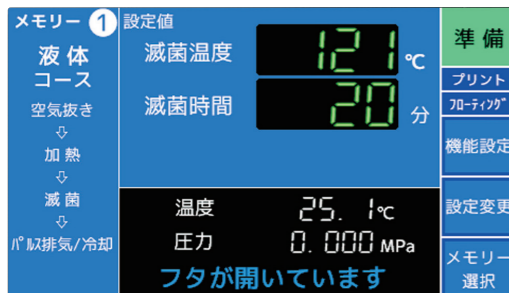 メモリー 1
液体
コース
空気抜き
⇩
加熱
⇩
滅菌
⇩
パルス排気/冷却
設定値
滅菌温度 121 ℃
滅菌時間 20 分
温度 25.1℃
圧力 0.000 MPa
フタが開いています
準備
プリント
フローティング
機能設定
設定変更
メモリー
選択